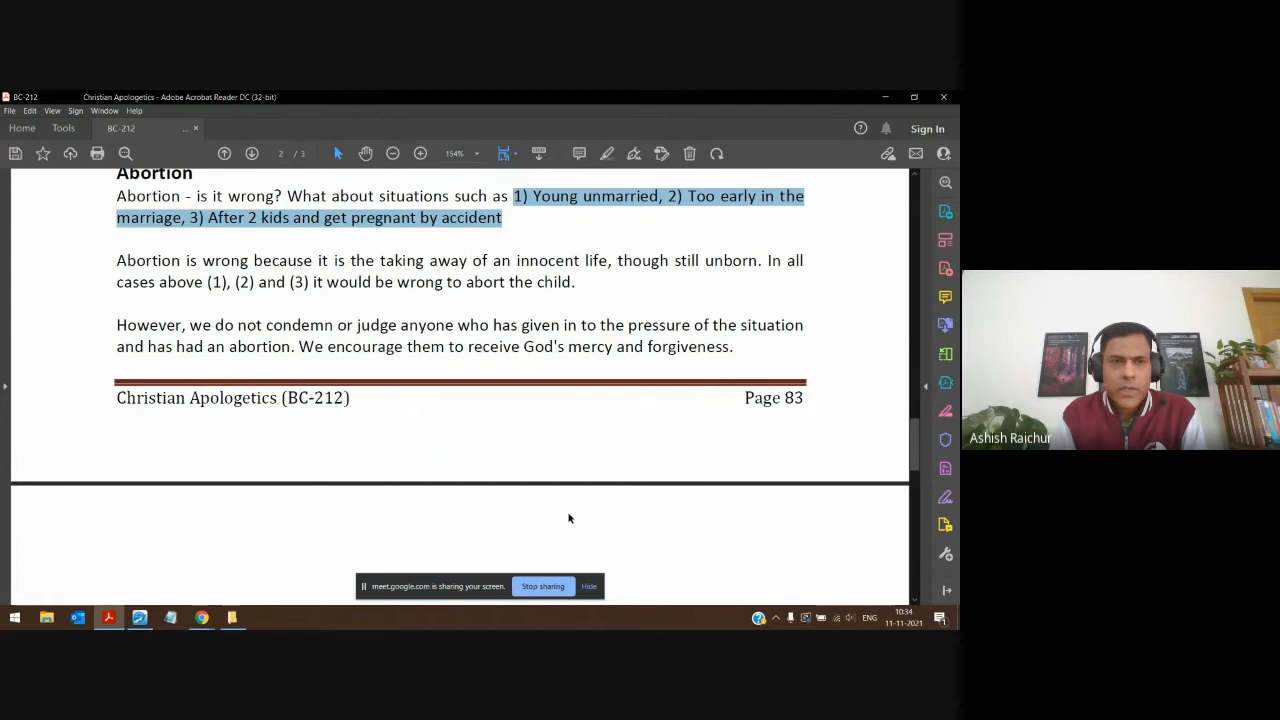 BC-212 Christian Apologetics - Adobe Acrobat Reader DC (32-bit)
File Edit View Sign Window Help
Home Tools BC-212 ... × Sign In
2 / 3 154%
Abortion
Abortion - is it wrong? What about situations such as 1) Young unmarried, 2) Too early in the
marriage, 3) After 2 kids and get pregnant by accident
Abortion is wrong because it is the taking away of an innocent life, though still unborn. In all
cases above (1), (2) and (3) it would be wrong to abort the child.
However, we do not condemn or judge anyone who has given in to the pressure of the situation
and has had an abortion. We encourage them to receive God's mercy and forgiveness.
Christian Apologetics (BC-212) Page 83
Ashish Raichur
meet.google.com is sharing your screen. Stop sharing Hide
ENG 10:34
11-11-2021